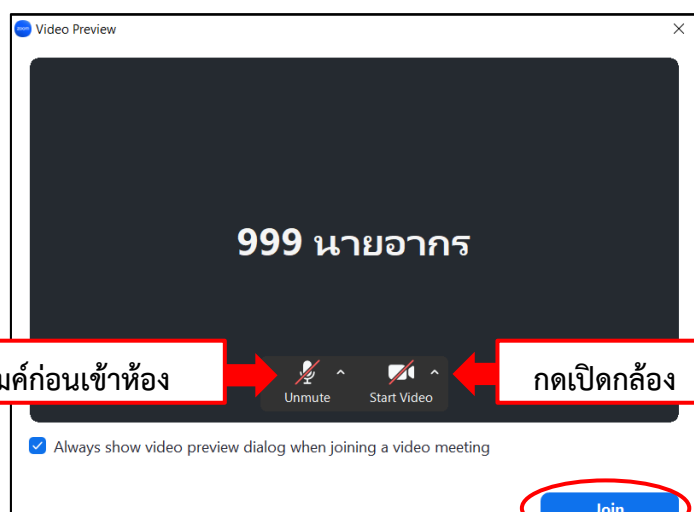 zoom Video Preview
999 นายอากร
มค์ก่อนเข้าห้อง
กดเปิดกล้อง
Unmute Start Video
Always show video preview dialog when joining a video meeting
Join